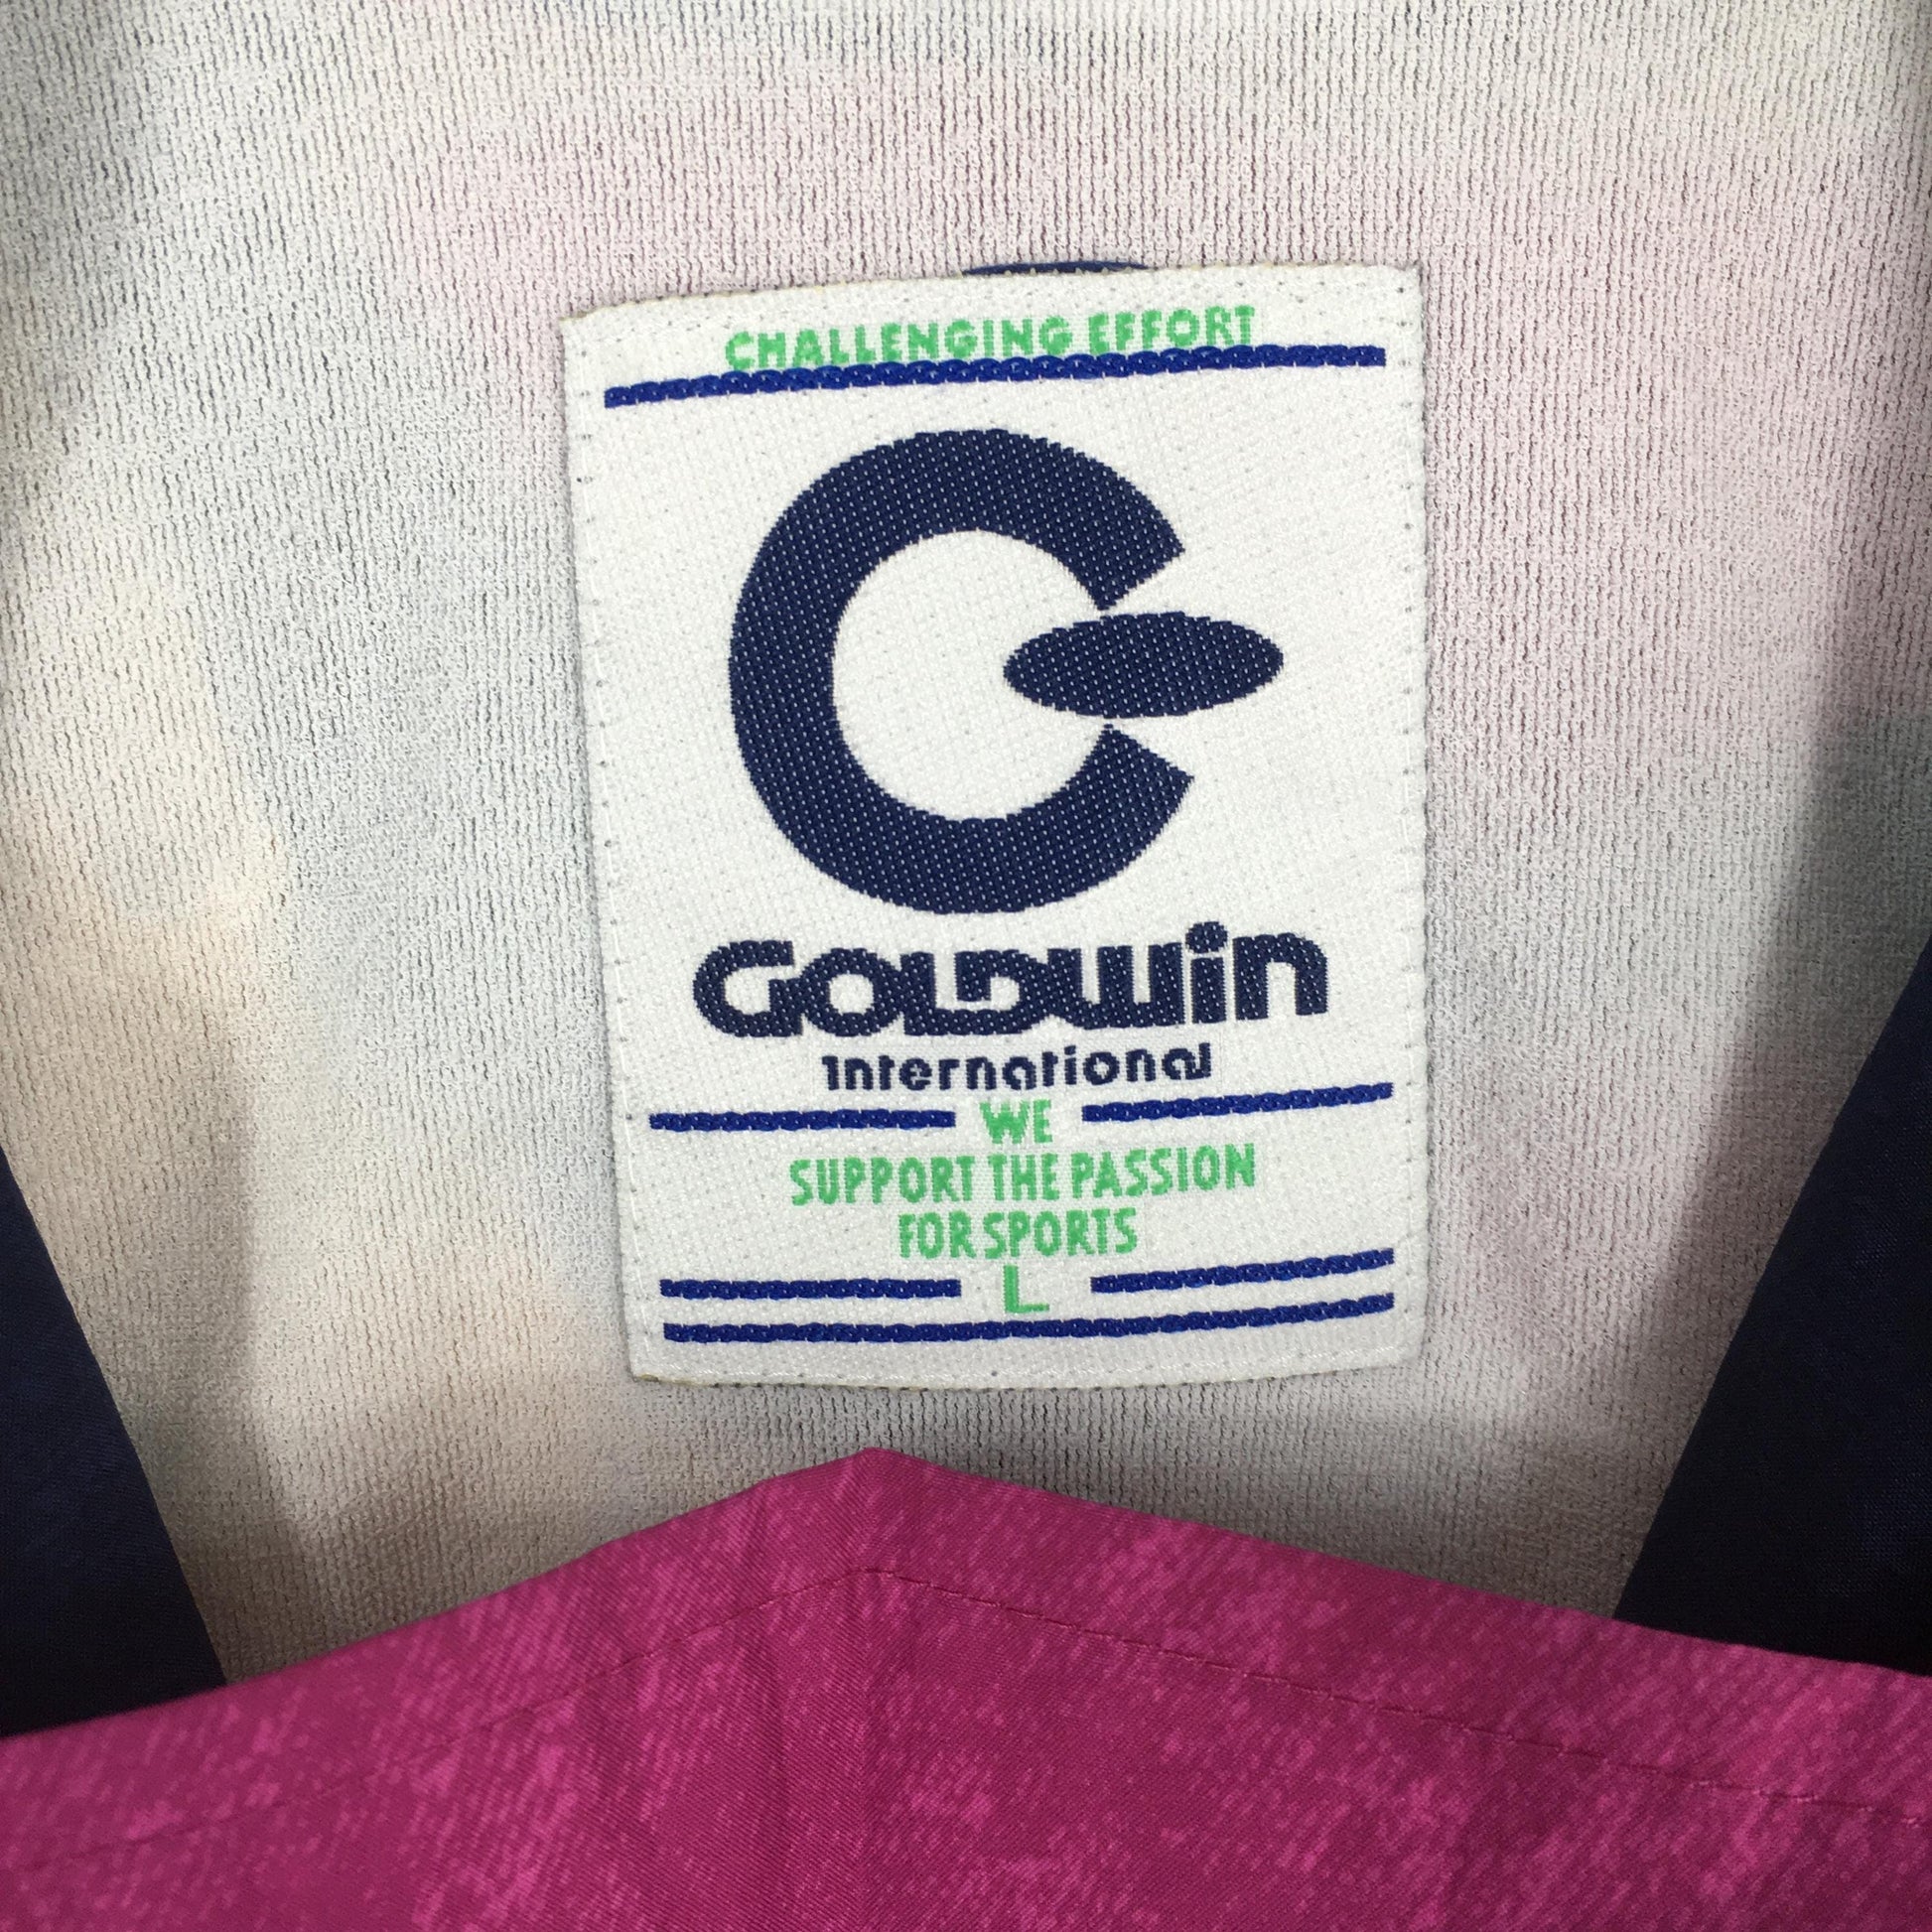 CHALLENGING EFFORT
GOLDWin
international
WE
SUPPORT THE PASSION
FOR SPORTS
L